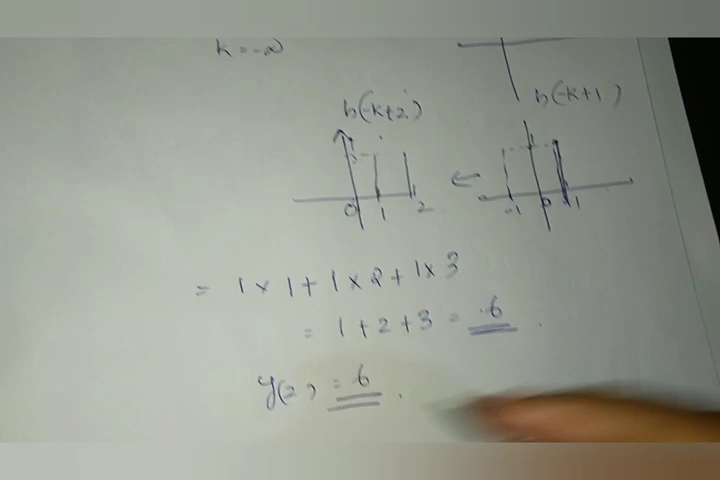 k = -∞
h(-k+1)
h(-k+2)
1
0 1 2
-1 0 1
= 1 × 1 + 1 × 2 + 1 × 3
= 1 + 2 + 3 = 6
y(2) = 6.